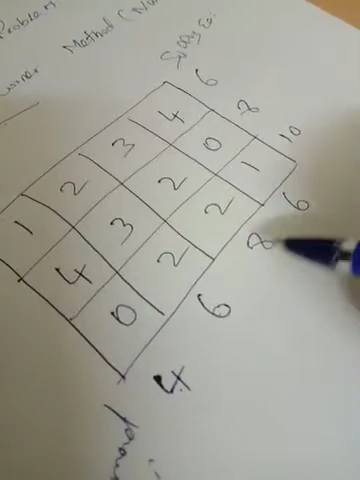 Problem
Method
Supply
1 2 3 4 6
4 3 2 0 8
0 2 2 1 10
4 6 8 6